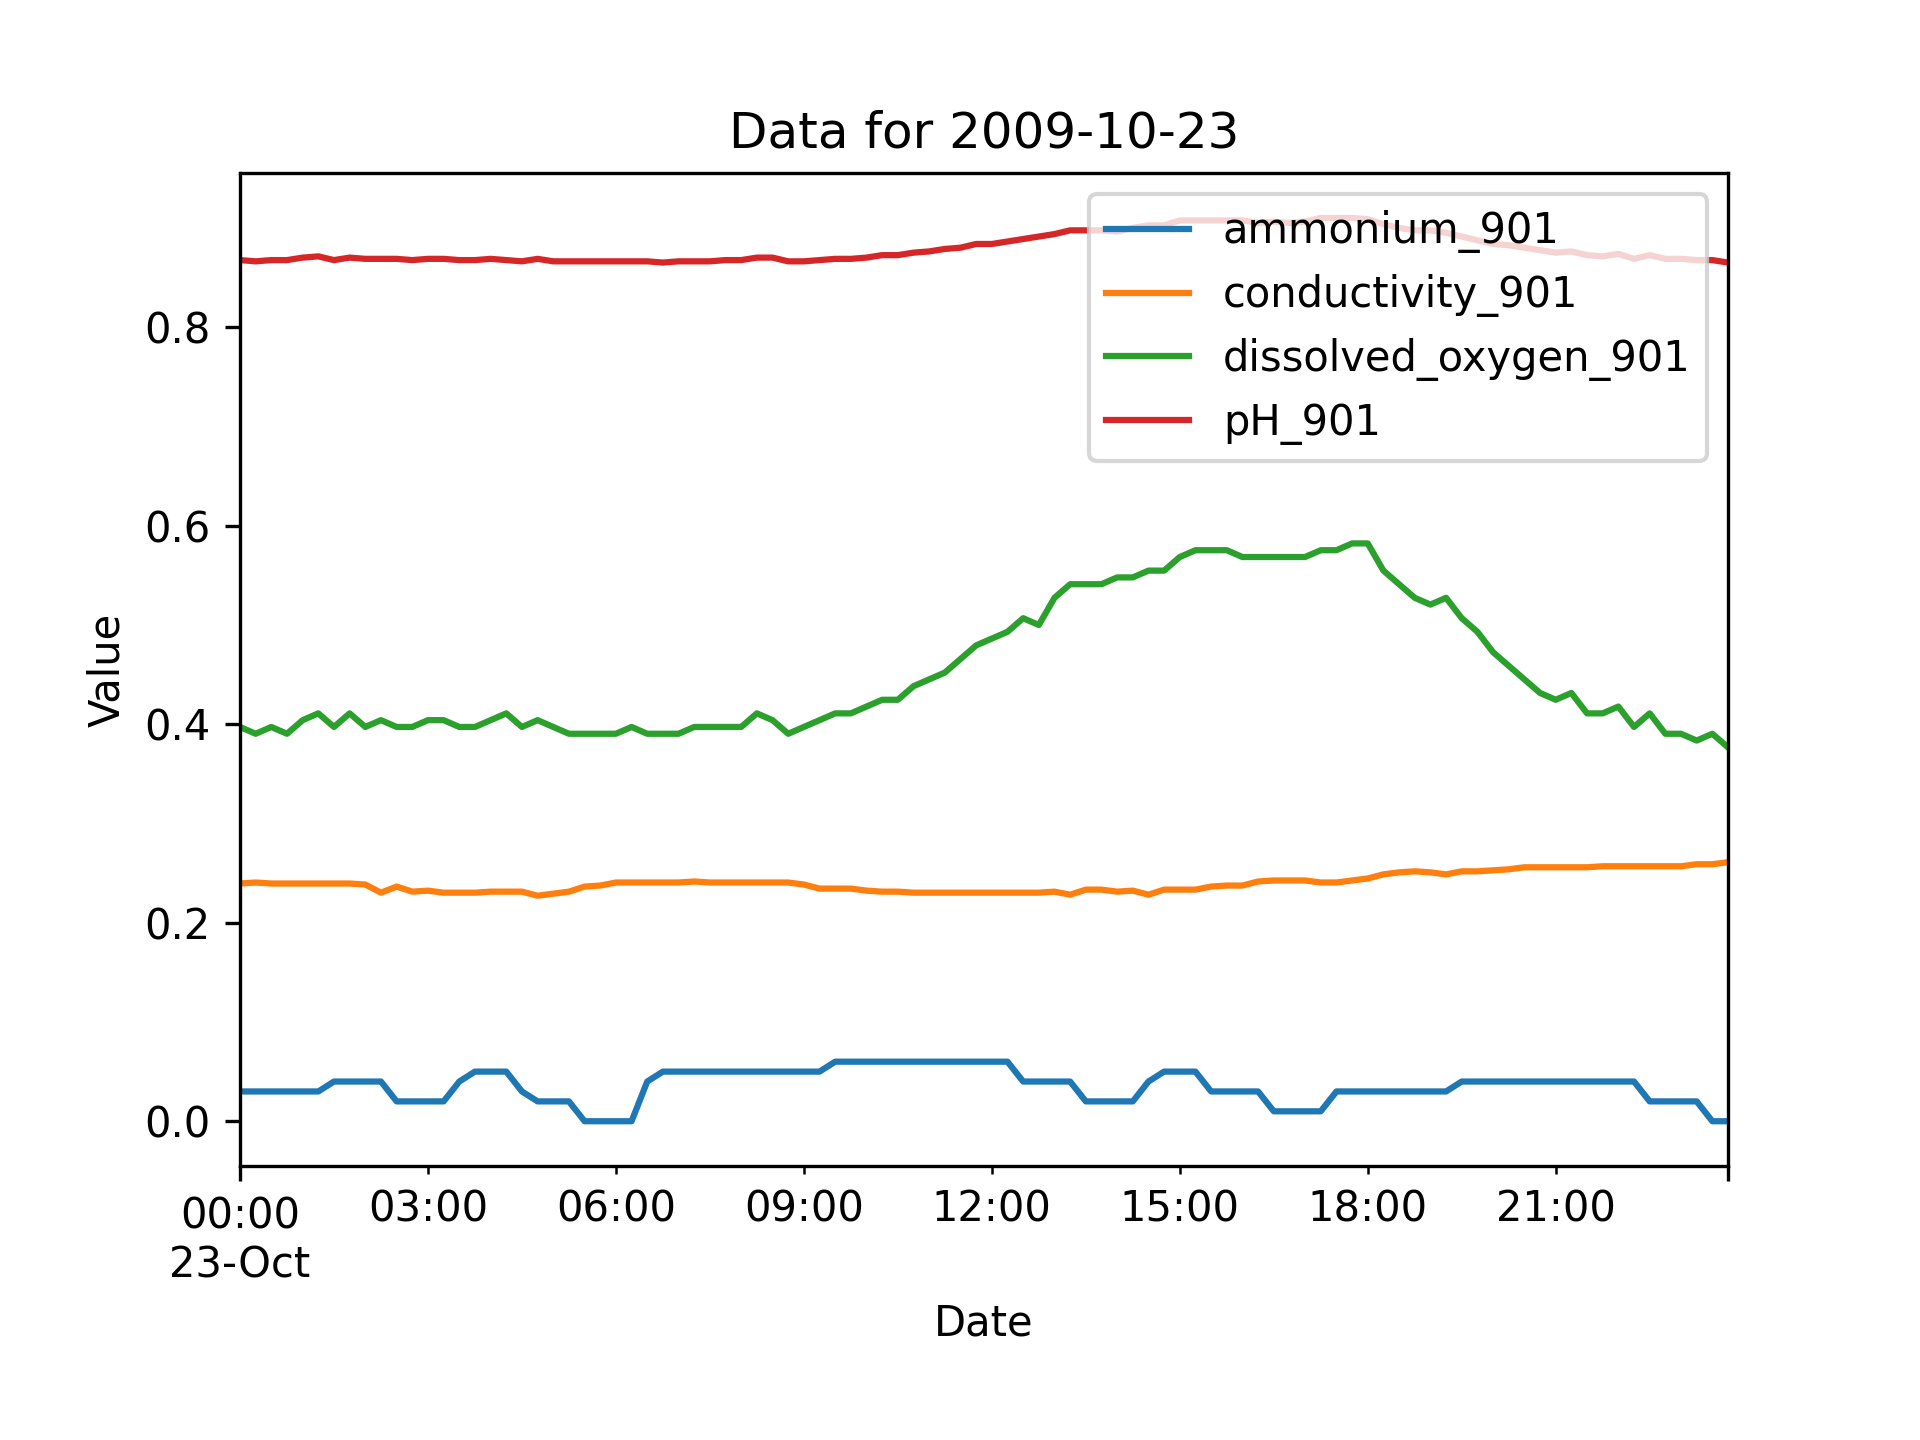 Data for 2009-10-23
ammonium_901
conductivity_901
dissolved_oxygen_901
pH_901
0.8
0.6
0.4
0.2
0.0
Value
00:00 03:00 06:00 09:00 12:00 15:00 18:00 21:00
23-Oct
Date